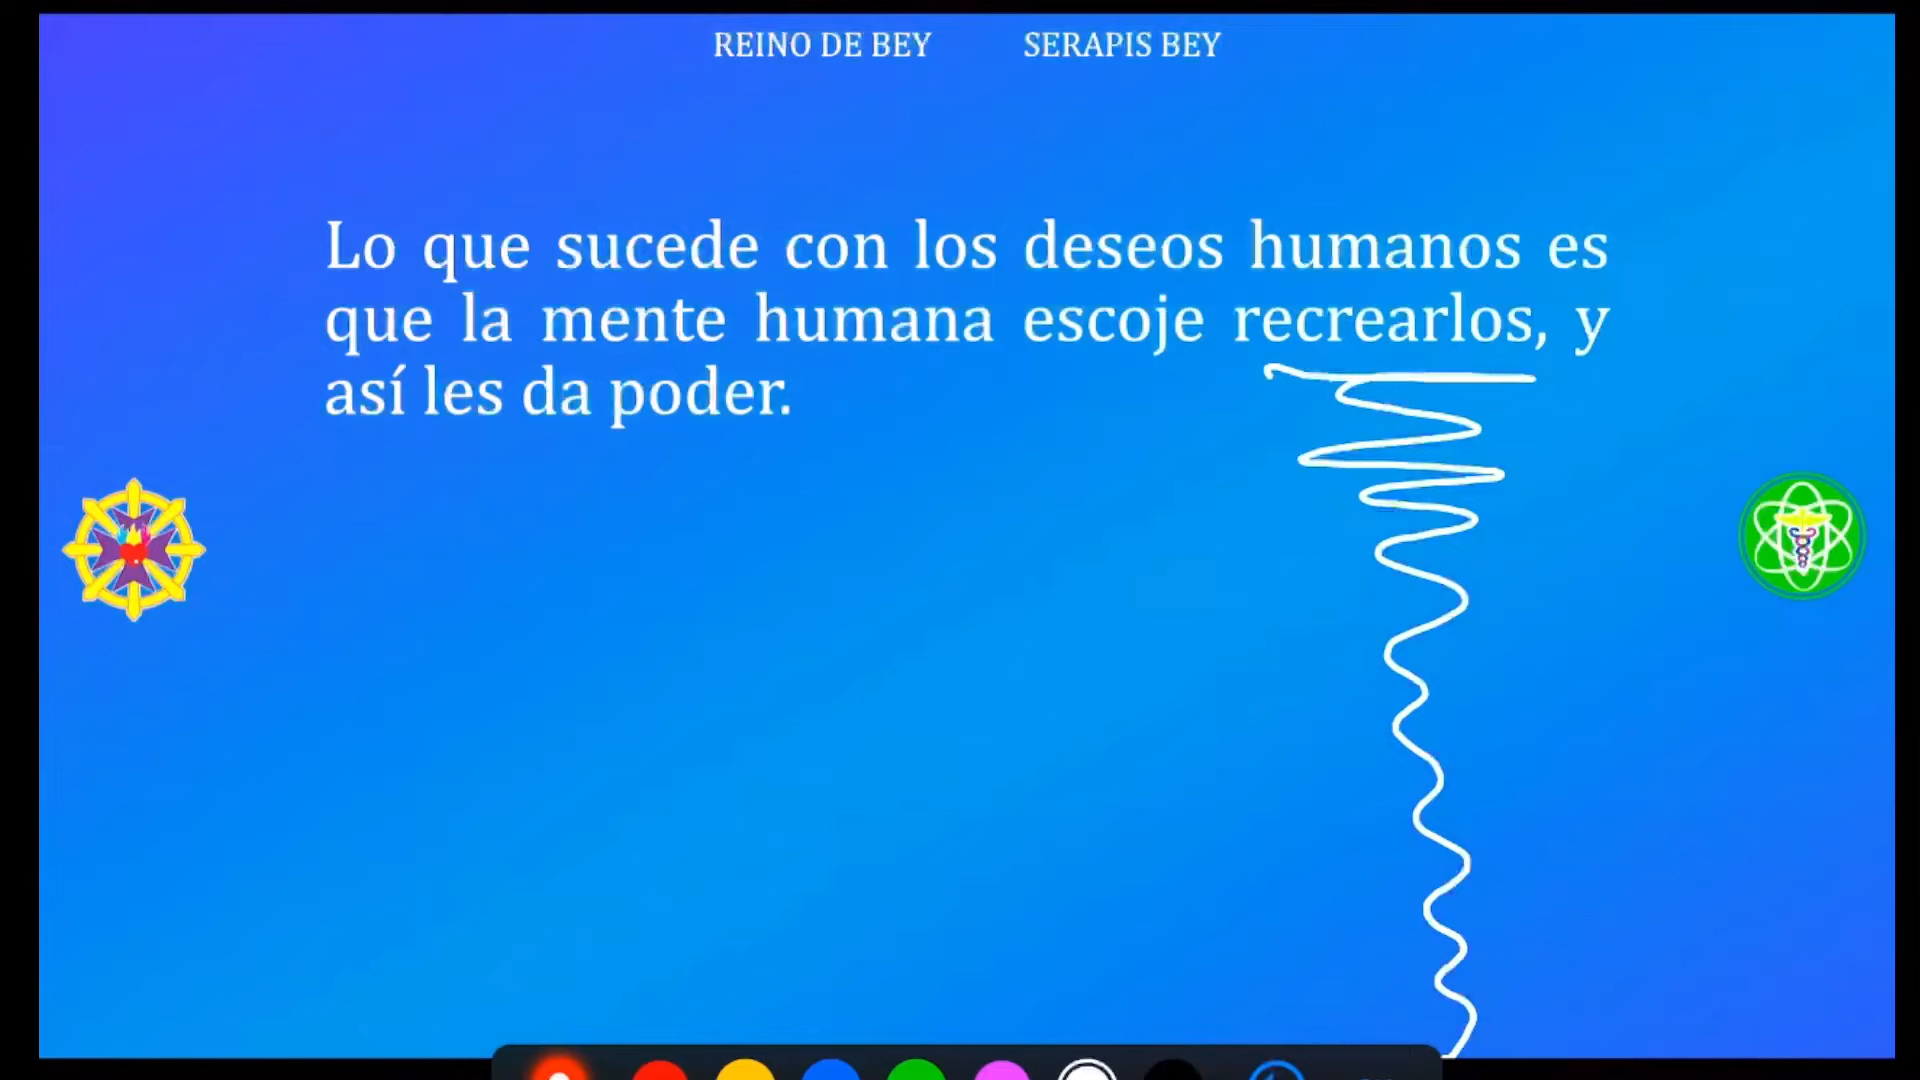 REINO DE BEY SERAPIS BEY
Lo que sucede con los deseos humanos es
que la mente humana escoje recrearlos, y
así les da poder.